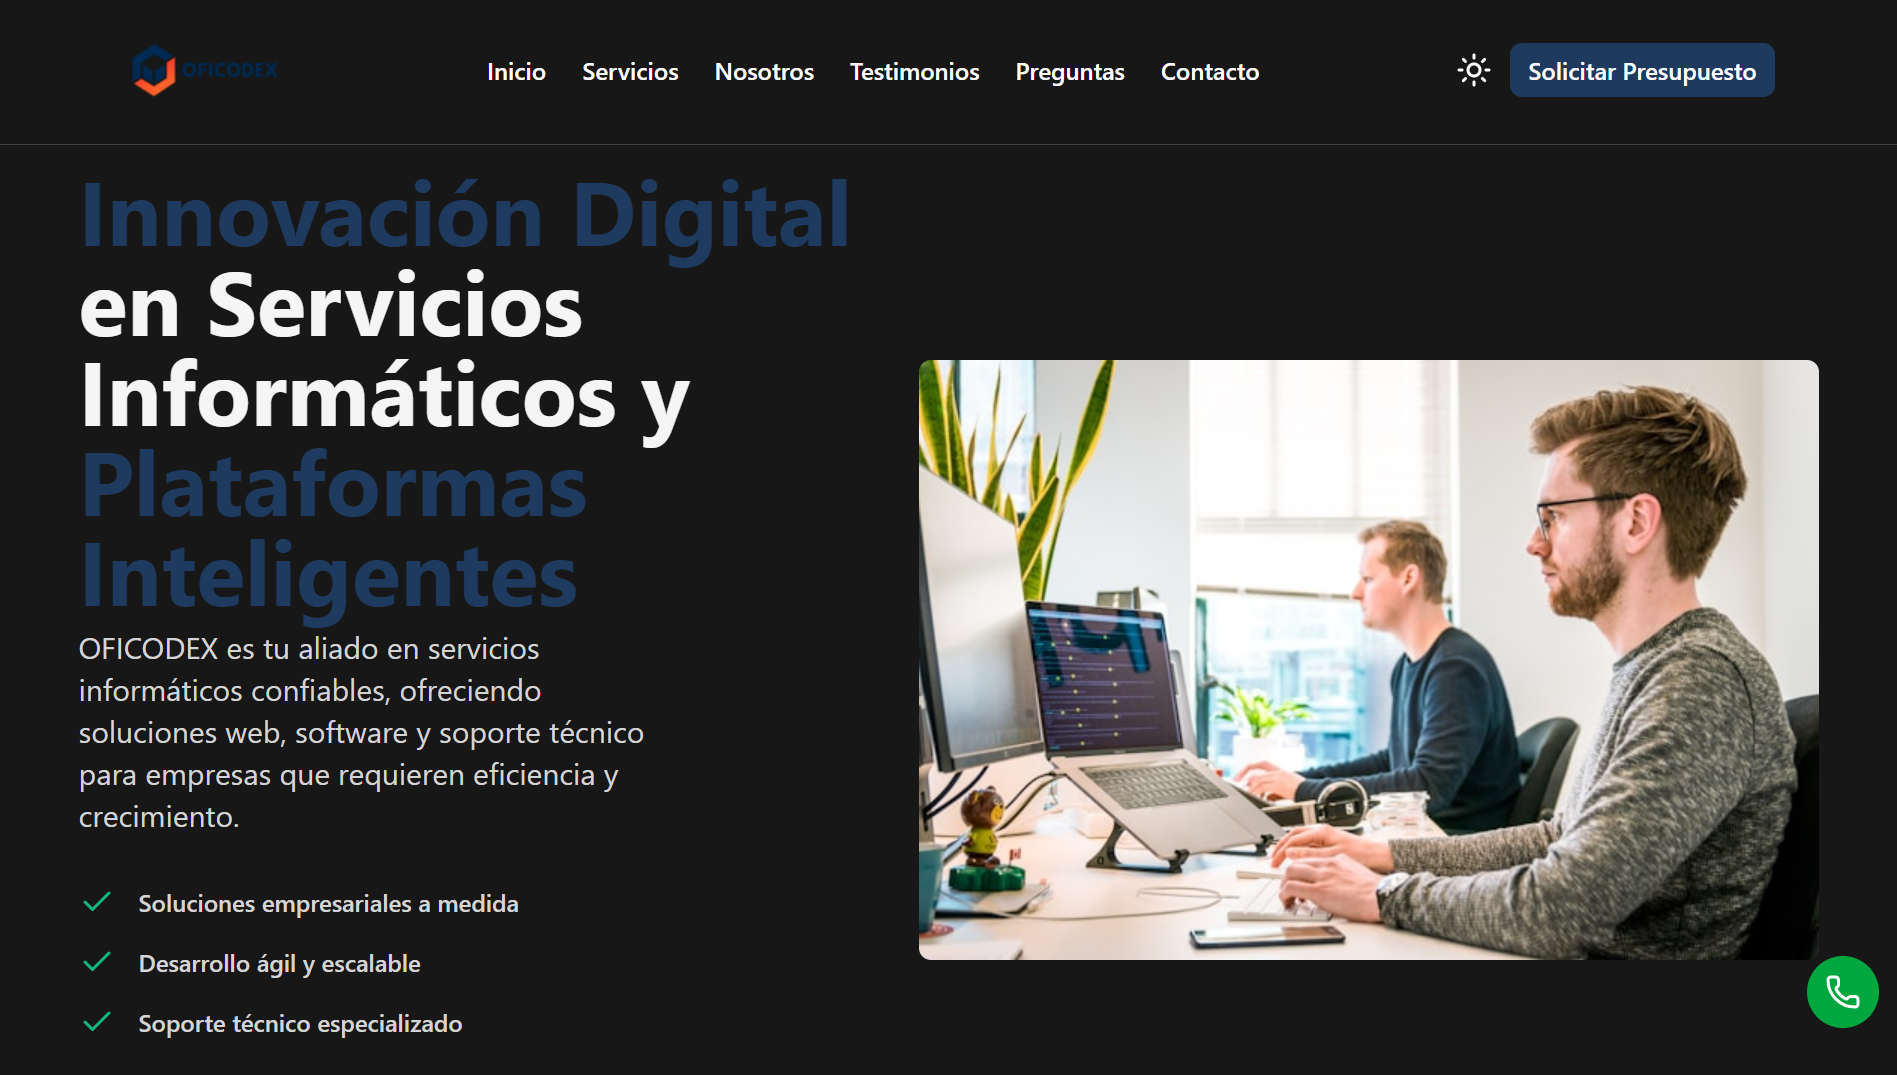 OFICODEX
Inicio
Servicios
Nosotros
Testimonios
Preguntas
Contacto
Solicitar Presupuesto
Innovación Digital
en Servicios
Informáticos y
Plataformas
Inteligentes
OFICODEX es tu aliado en servicios
informáticos confiables, ofreciendo
soluciones web, software y soporte técnico
para empresas que requieren eficiencia y
crecimiento.
Soluciones empresariales a medida
Desarrollo ágil y escalable
Soporte técnico especializado